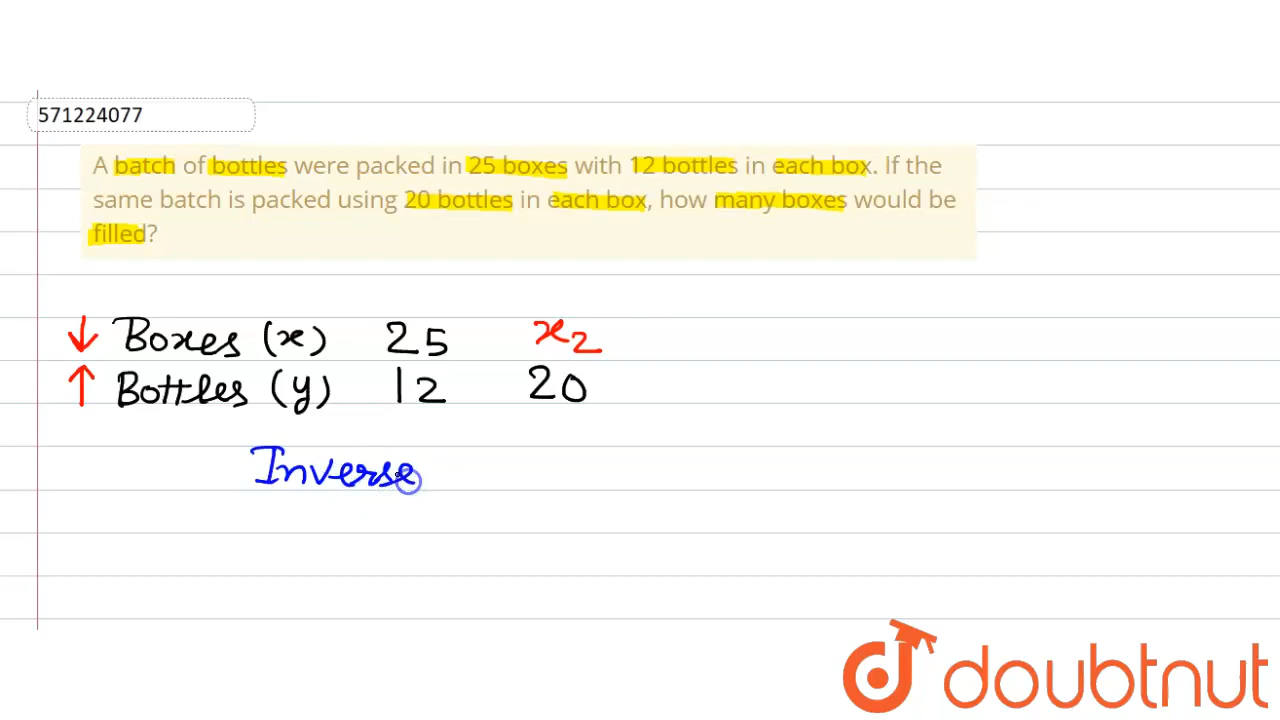 571224077
A batch of bottles were packed in 25 boxes with 12 bottles in each box. If the
same batch is packed using 20 bottles in each box, how many boxes would be
filled?
↓ Boxes (x) 25 x₂
↑ Bottles (y) 12 20
Inverse
doubtnut